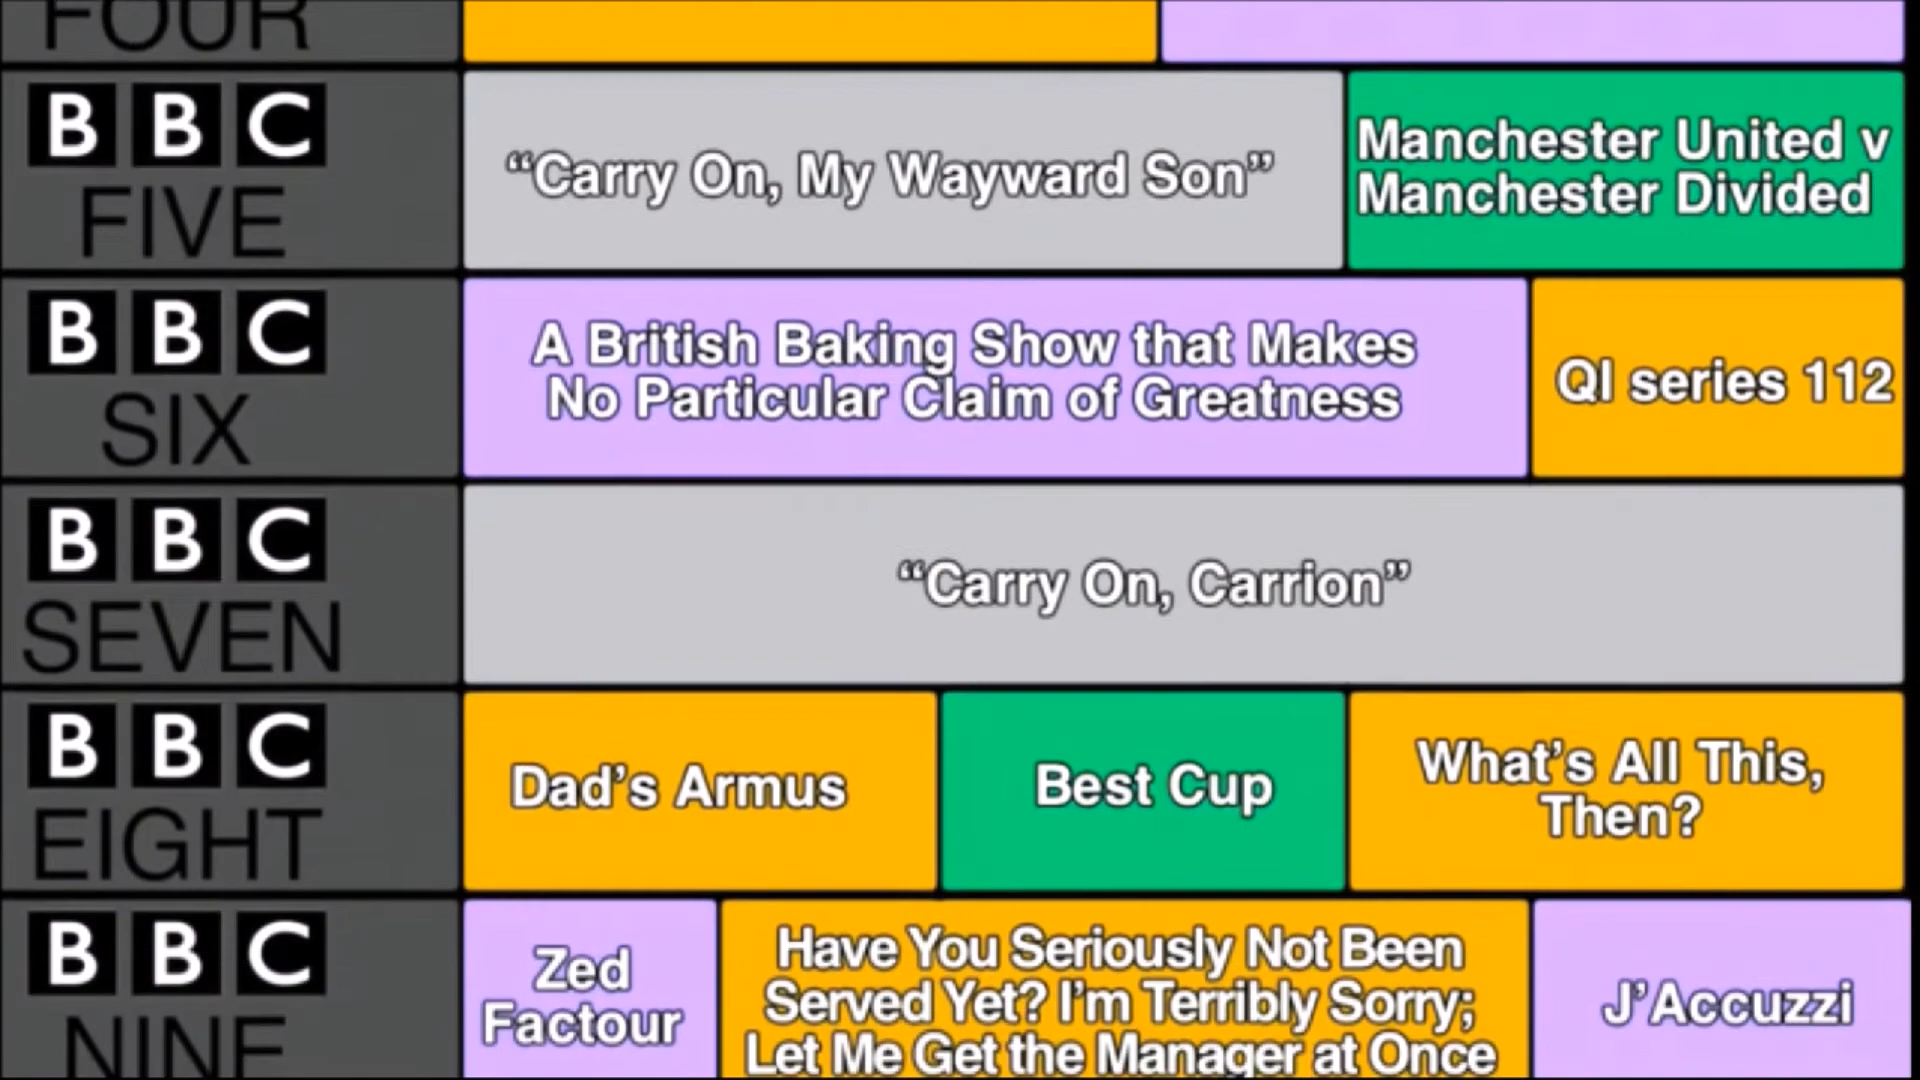 FOUR
BBC
FIVE
“Carry On, My Wayward Son”
Manchester United v
Manchester Divided
BBC
SIX
A British Baking Show that Makes
No Particular Claim of Greatness
QI series 112
BBC
SEVEN
“Carry On, Carrion”
BBC
EIGHT
Dad’s Armus
Best Cup
What’s All This,
Then?
BBC
NINE
Zed
Factour
Have You Seriously Not Been
Served Yet? I’m Terribly Sorry;
Let Me Get the Manager at Once
J’Accuzzi